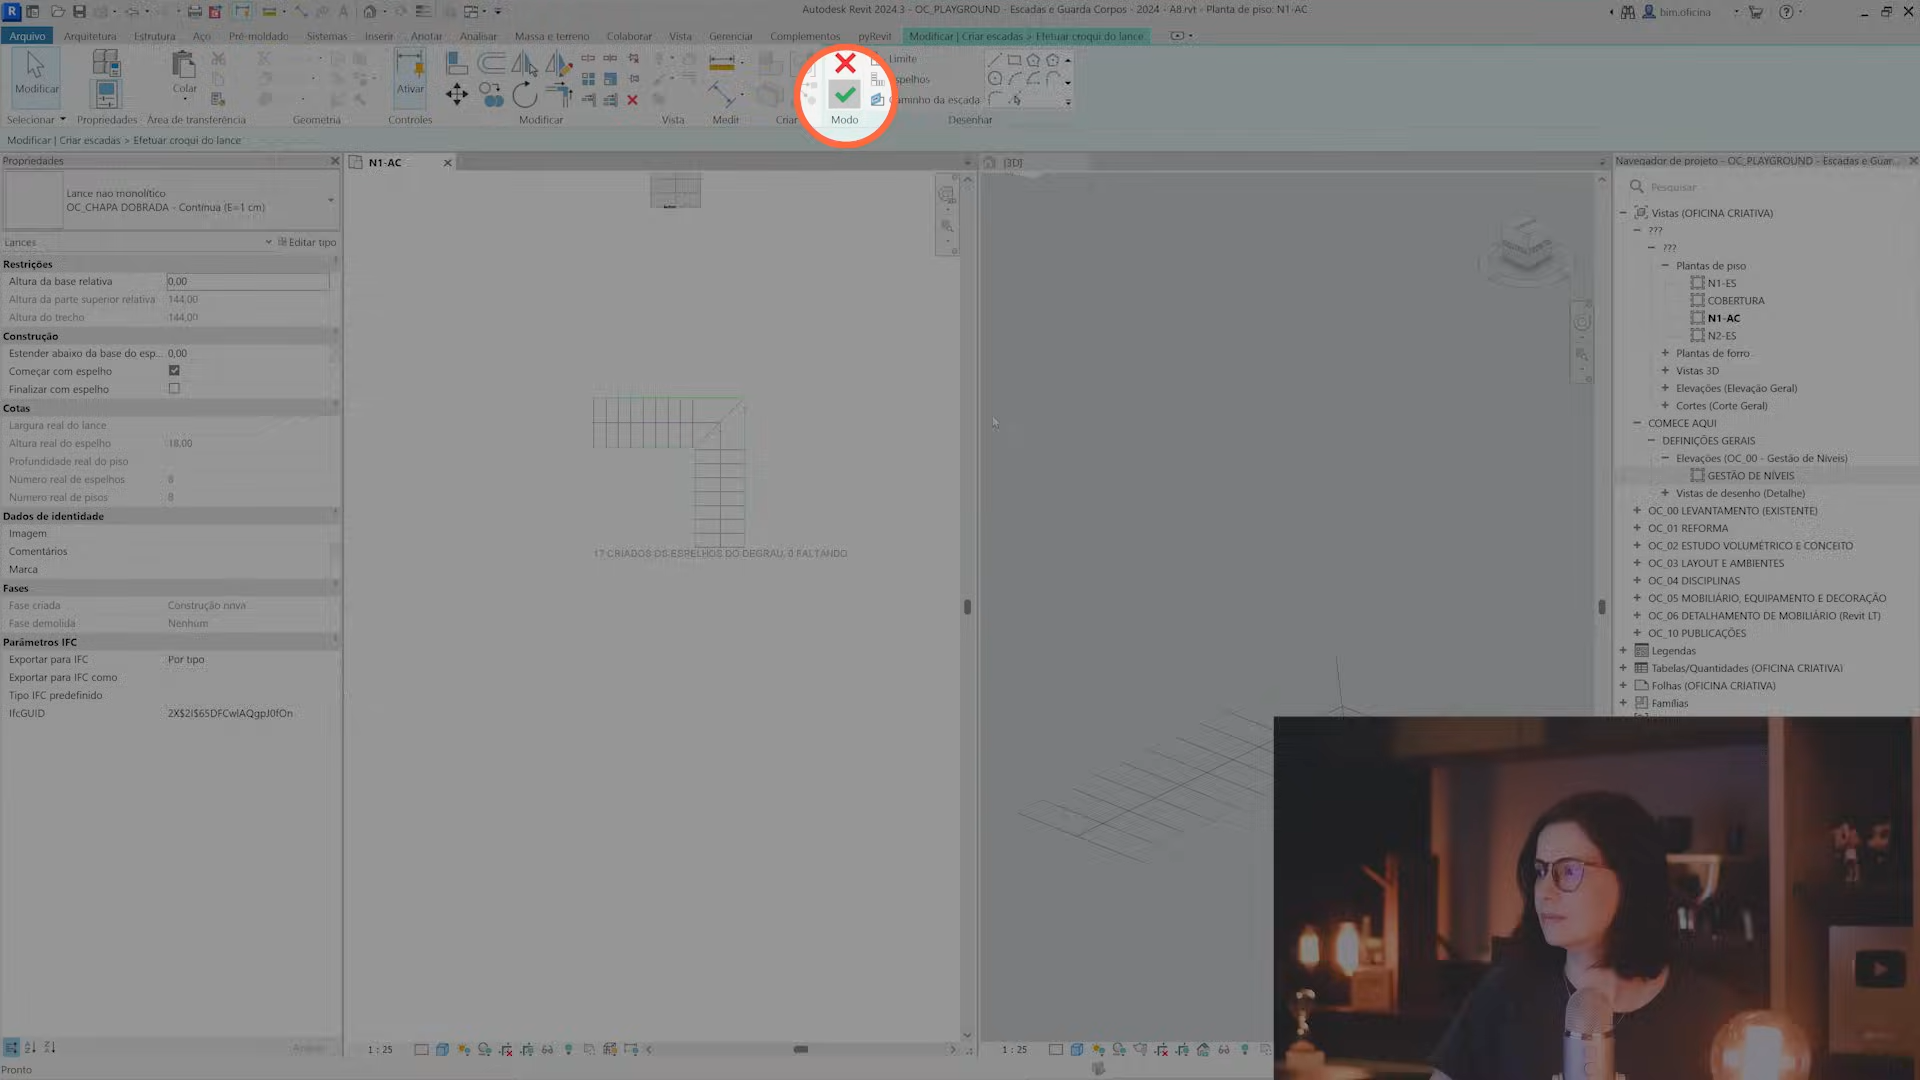 Autodesk Revit 2024.3 - OC_PLAYGROUND - Escadas e Guarda Corpos - 2024 - A8.rvt - Planta de piso: N1-AC
bim.oficina
Arquivo Arquitetura Estrutura Aço Pré-moldado Sistemas Inserir Anotar Analisar Massa e terreno Colaborar Vista Gerenciar Complementos pyRevit Modificar | Criar escadas > Efetuar croqui do lance
Modificar
Colar
Ativar
Limite
Espelhos
Caminho da escada
Selecionar Propriedades Área de transferência Geometria Controles Modificar Vista Medir Criar Modo Desenhar
Modificar | Criar escadas > Efetuar croqui do lance
Propriedades
Lance não monolítico
OC_CHAPA DOBRADA - Contínua (E=1 cm)
Lances
Editar tipo
Restrições
Altura da base relativa 0,00
Altura da parte superior relativa 144,00
Altura do trecho 144,00
Construção
Estender abaixo da base do esp... 0,00
Começar com espelho
Finalizar com espelho
Cotas
Largura real do lance
Altura real do espelho 18,00
Profundidade real do piso
Número real de espelhos 8
Número real de pisos 8
Dados de identidade
Imagem
Comentários
Marca
Fases
Fase criada Construção nova
Fase demolida Nenhum
Parâmetros IFC
Exportar para IFC Por tipo
Exportar para IFC como
Tipo IFC predefinido
IfcGUID
Pronto
N1-AC
17 CRIADOS OS ESPELHOS DO DEGRAU, 0 FALTANDO
1 : 25
{3D}
1 : 25
Navegador de projeto - OC_PLAYGROUND - Escadas e Guar...
Pesquisar
Vistas (OFICINA CRIATIVA)
???
???
Plantas de piso
N1-ES
COBERTURA
N1-AC
N2-ES
Plantas de forro
Vistas 3D
Elevações (Elevação Geral)
Cortes (Corte Geral)
COMECE AQUI
DEFINIÇÕES GERAIS
Elevações (OC_00 - Gestão de Níveis)
GESTÃO DE NÍVEIS
Vistas de desenho (Detalhe)
OC_00 LEVANTAMENTO (EXISTENTE)
OC_01 REFORMA
OC_02 ESTUDO VOLUMÉTRICO E CONCEITO
OC_03 LAYOUT E AMBIENTES
OC_04 DISCIPLINAS
OC_05 MOBILIÁRIO, EQUIPAMENTO E DECORAÇÃO
OC_06 DETALHAMENTO DE MOBILIÁRIO (Revit LT)
OC_10 PUBLICAÇÕES
Legendas
Tabelas/Quantidades (OFICINA CRIATIVA)
Folhas (OFICINA CRIATIVA)
Famílias